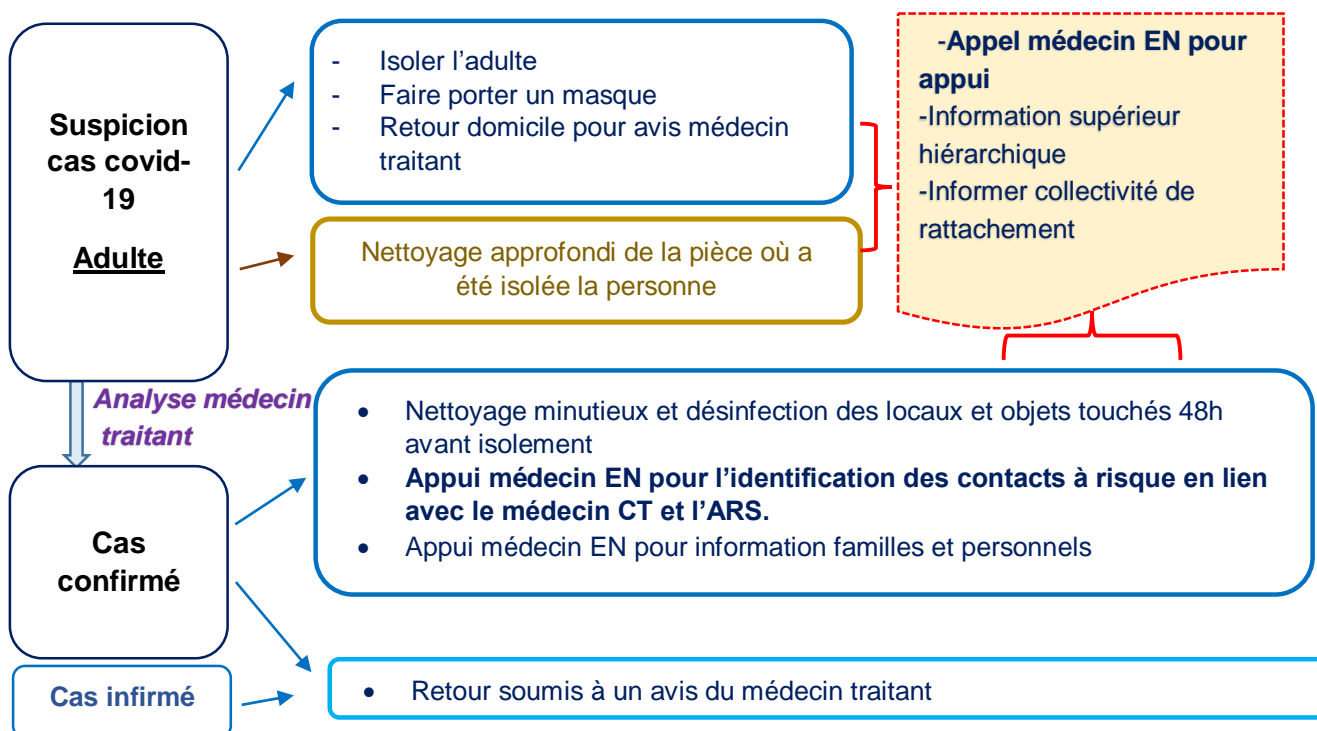 Suspicion
cas covid-
19
Adulte
- Isoler l’adulte
- Faire porter un masque
- Retour domicile pour avis médecin
traitant
Nettoyage approfondi de la pièce où a
été isolée la personne
-Appel médecin EN pour
appui
-Information supérieur
hiérarchique
-Informer collectivité de
rattachement
Analyse médecin
traitant
Cas
confirmé
• Nettoyage minutieux et désinfection des locaux et objets touchés 48h
avant isolement
• Appui médecin EN pour l’identification des contacts à risque en lien
avec le médecin CT et l’ARS.
• Appui médecin EN pour information familles et personnels
Cas infirmé
• Retour soumis à un avis du médecin traitant